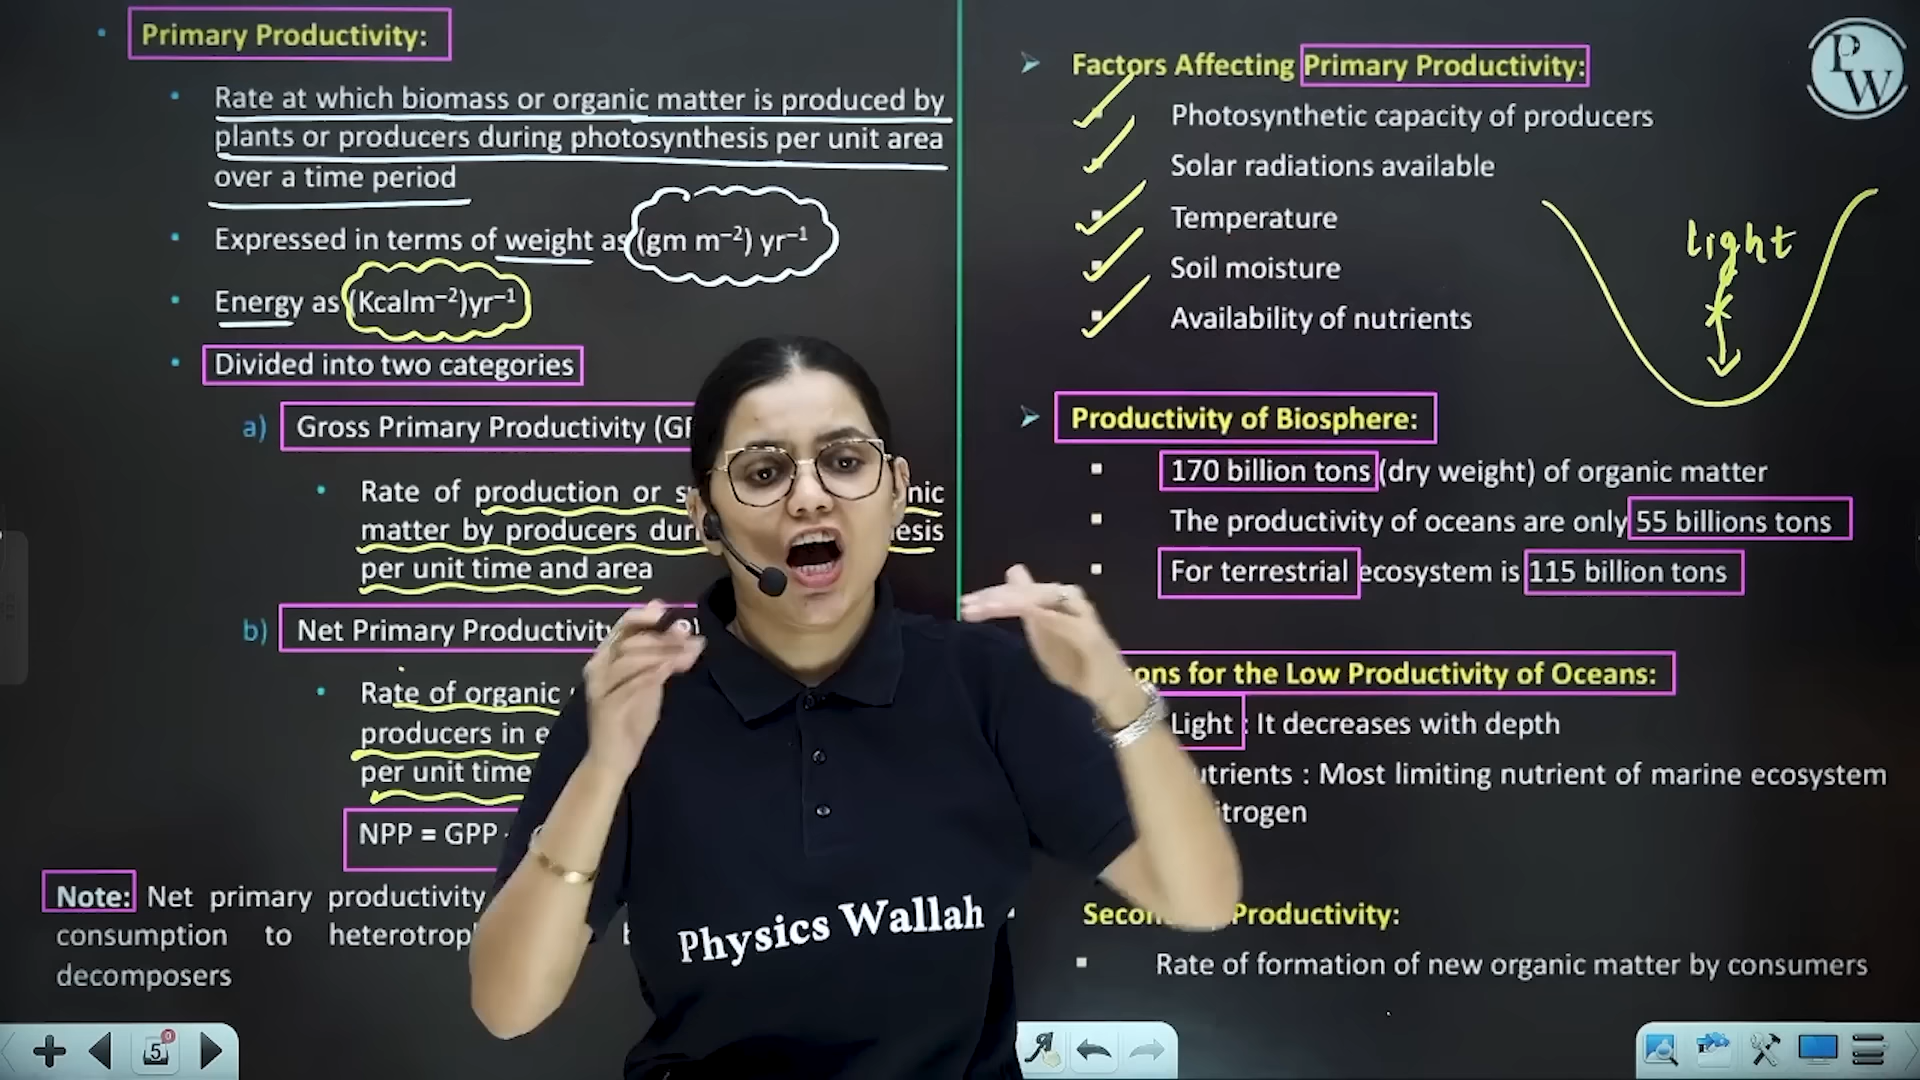 Primary Productivity:
Rate at which biomass or organic matter is produced by
plants or producers during photosynthesis per unit area
over a time period
Expressed in terms of weight as (gm m⁻²) yr⁻¹
Energy as (Kcalm⁻²)yr⁻¹
Divided into two categories
a) Gross Primary Productivity
Rate of production or
matter by producers
per unit time and area
b) Net Primary Productivity
Rate of organic
producers in
per unit time
NPP = GPP
Note: Net primary productivity
consumption to
decomposers
Factors Affecting Primary Productivity:
Photosynthetic capacity of producers
Solar radiations available
Temperature
Soil moisture
Availability of nutrients
light
Productivity of Biosphere:
170 billion tons (dry weight) of organic matter
The productivity of oceans are only 55 billions tons
For terrestrial ecosystem is 115 billion tons
for the Low Productivity of Oceans:
Light : It decreases with depth
: Most limiting nutrient of marine ecosystem
Productivity:
Rate of formation of new organic matter by consumers
PW
Physics Wallah
5
0